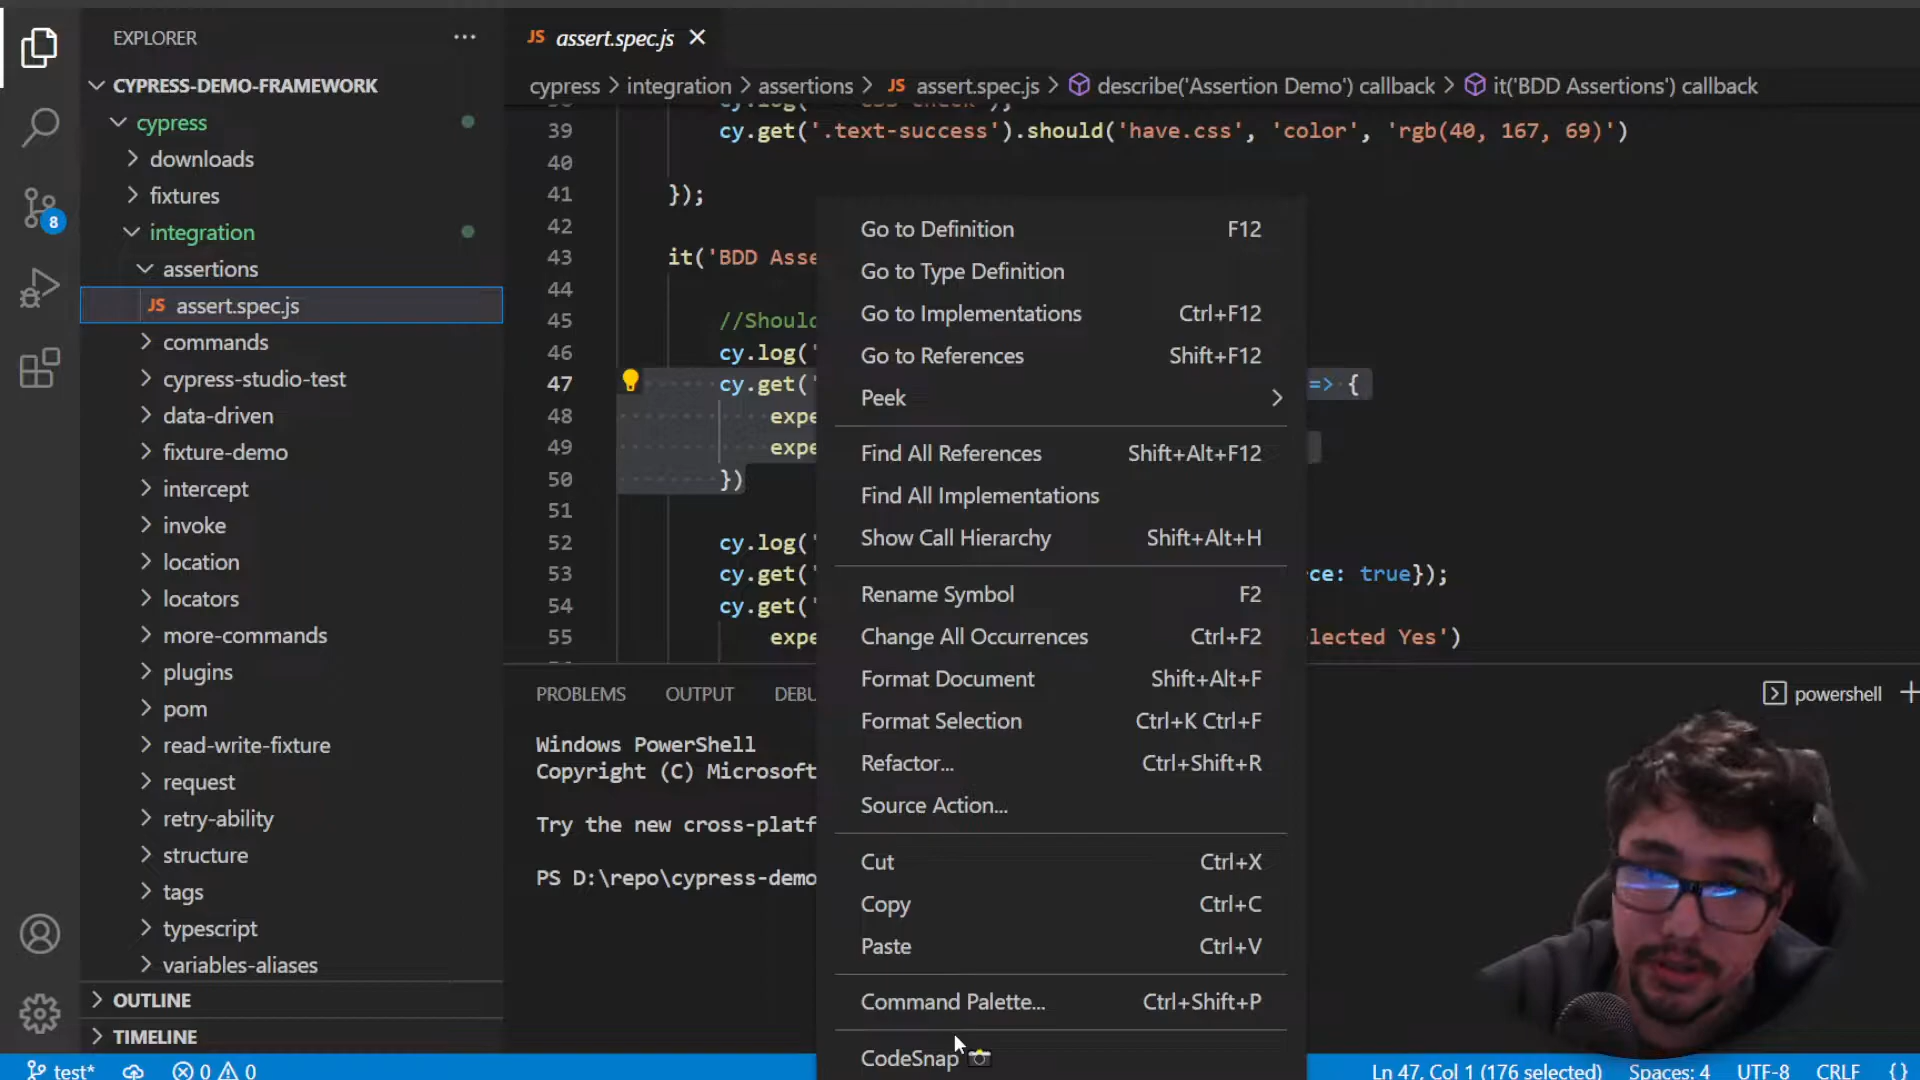 EXPLORER
CYPRESS-DEMO-FRAMEWORK
cypress
downloads
fixtures
integration
assertions
JS assert.spec.js
commands
cypress-studio-test
data-driven
fixture-demo
intercept
invoke
location
locators
more-commands
plugins
pom
read-write-fixture
request
retry-ability
structure
tags
typescript
variables-aliases
OUTLINE
TIMELINE
8
JS assert.spec.js
cypress > integration > assertions > JS assert.spec.js > describe('Assertion Demo') callback > it('BDD Assertions') callback
39 cy.get('.text-success').should('have.css', 'color', 'rgb(40, 167, 69)')
40
41 });
42
43 it('BDD Asse
44
45 //Should
46 cy.log('
47 cy.get(' => {
48 expe
49 expe
50 })
51
52 cy.log('
53 cy.get(' ce: true});
54 cy.get('
55 expe lected Yes')
Go to Definition F12
Go to Type Definition
Go to Implementations Ctrl+F12
Go to References Shift+F12
Peek
Find All References Shift+Alt+F12
Find All Implementations
Show Call Hierarchy Shift+Alt+H
Rename Symbol F2
Change All Occurrences Ctrl+F2
Format Document Shift+Alt+F
Format Selection Ctrl+K Ctrl+F
Refactor... Ctrl+Shift+R
Source Action...
Cut Ctrl+X
Copy Ctrl+C
Paste Ctrl+V
Command Palette... Ctrl+Shift+P
CodeSnap
PROBLEMS OUTPUT DEBU
powershell
Windows PowerShell
Copyright (C) Microsoft
Try the new cross-platf
PS D:\repo\cypress-demo
test* 0 0
Ln 47, Col 1 (176 selected) Spaces: 4 UTF-8 CRLF {}